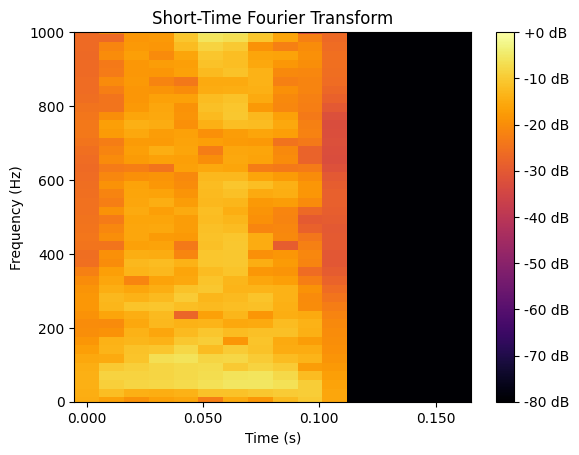 Short-Time Fourier Transform
1000
800
600
400
200
0
Frequency (Hz)
0.000
0.050
0.100
0.150
Time (s)
+0 dB
-10 dB
-20 dB
-30 dB
-40 dB
-50 dB
-60 dB
-70 dB
-80 dB